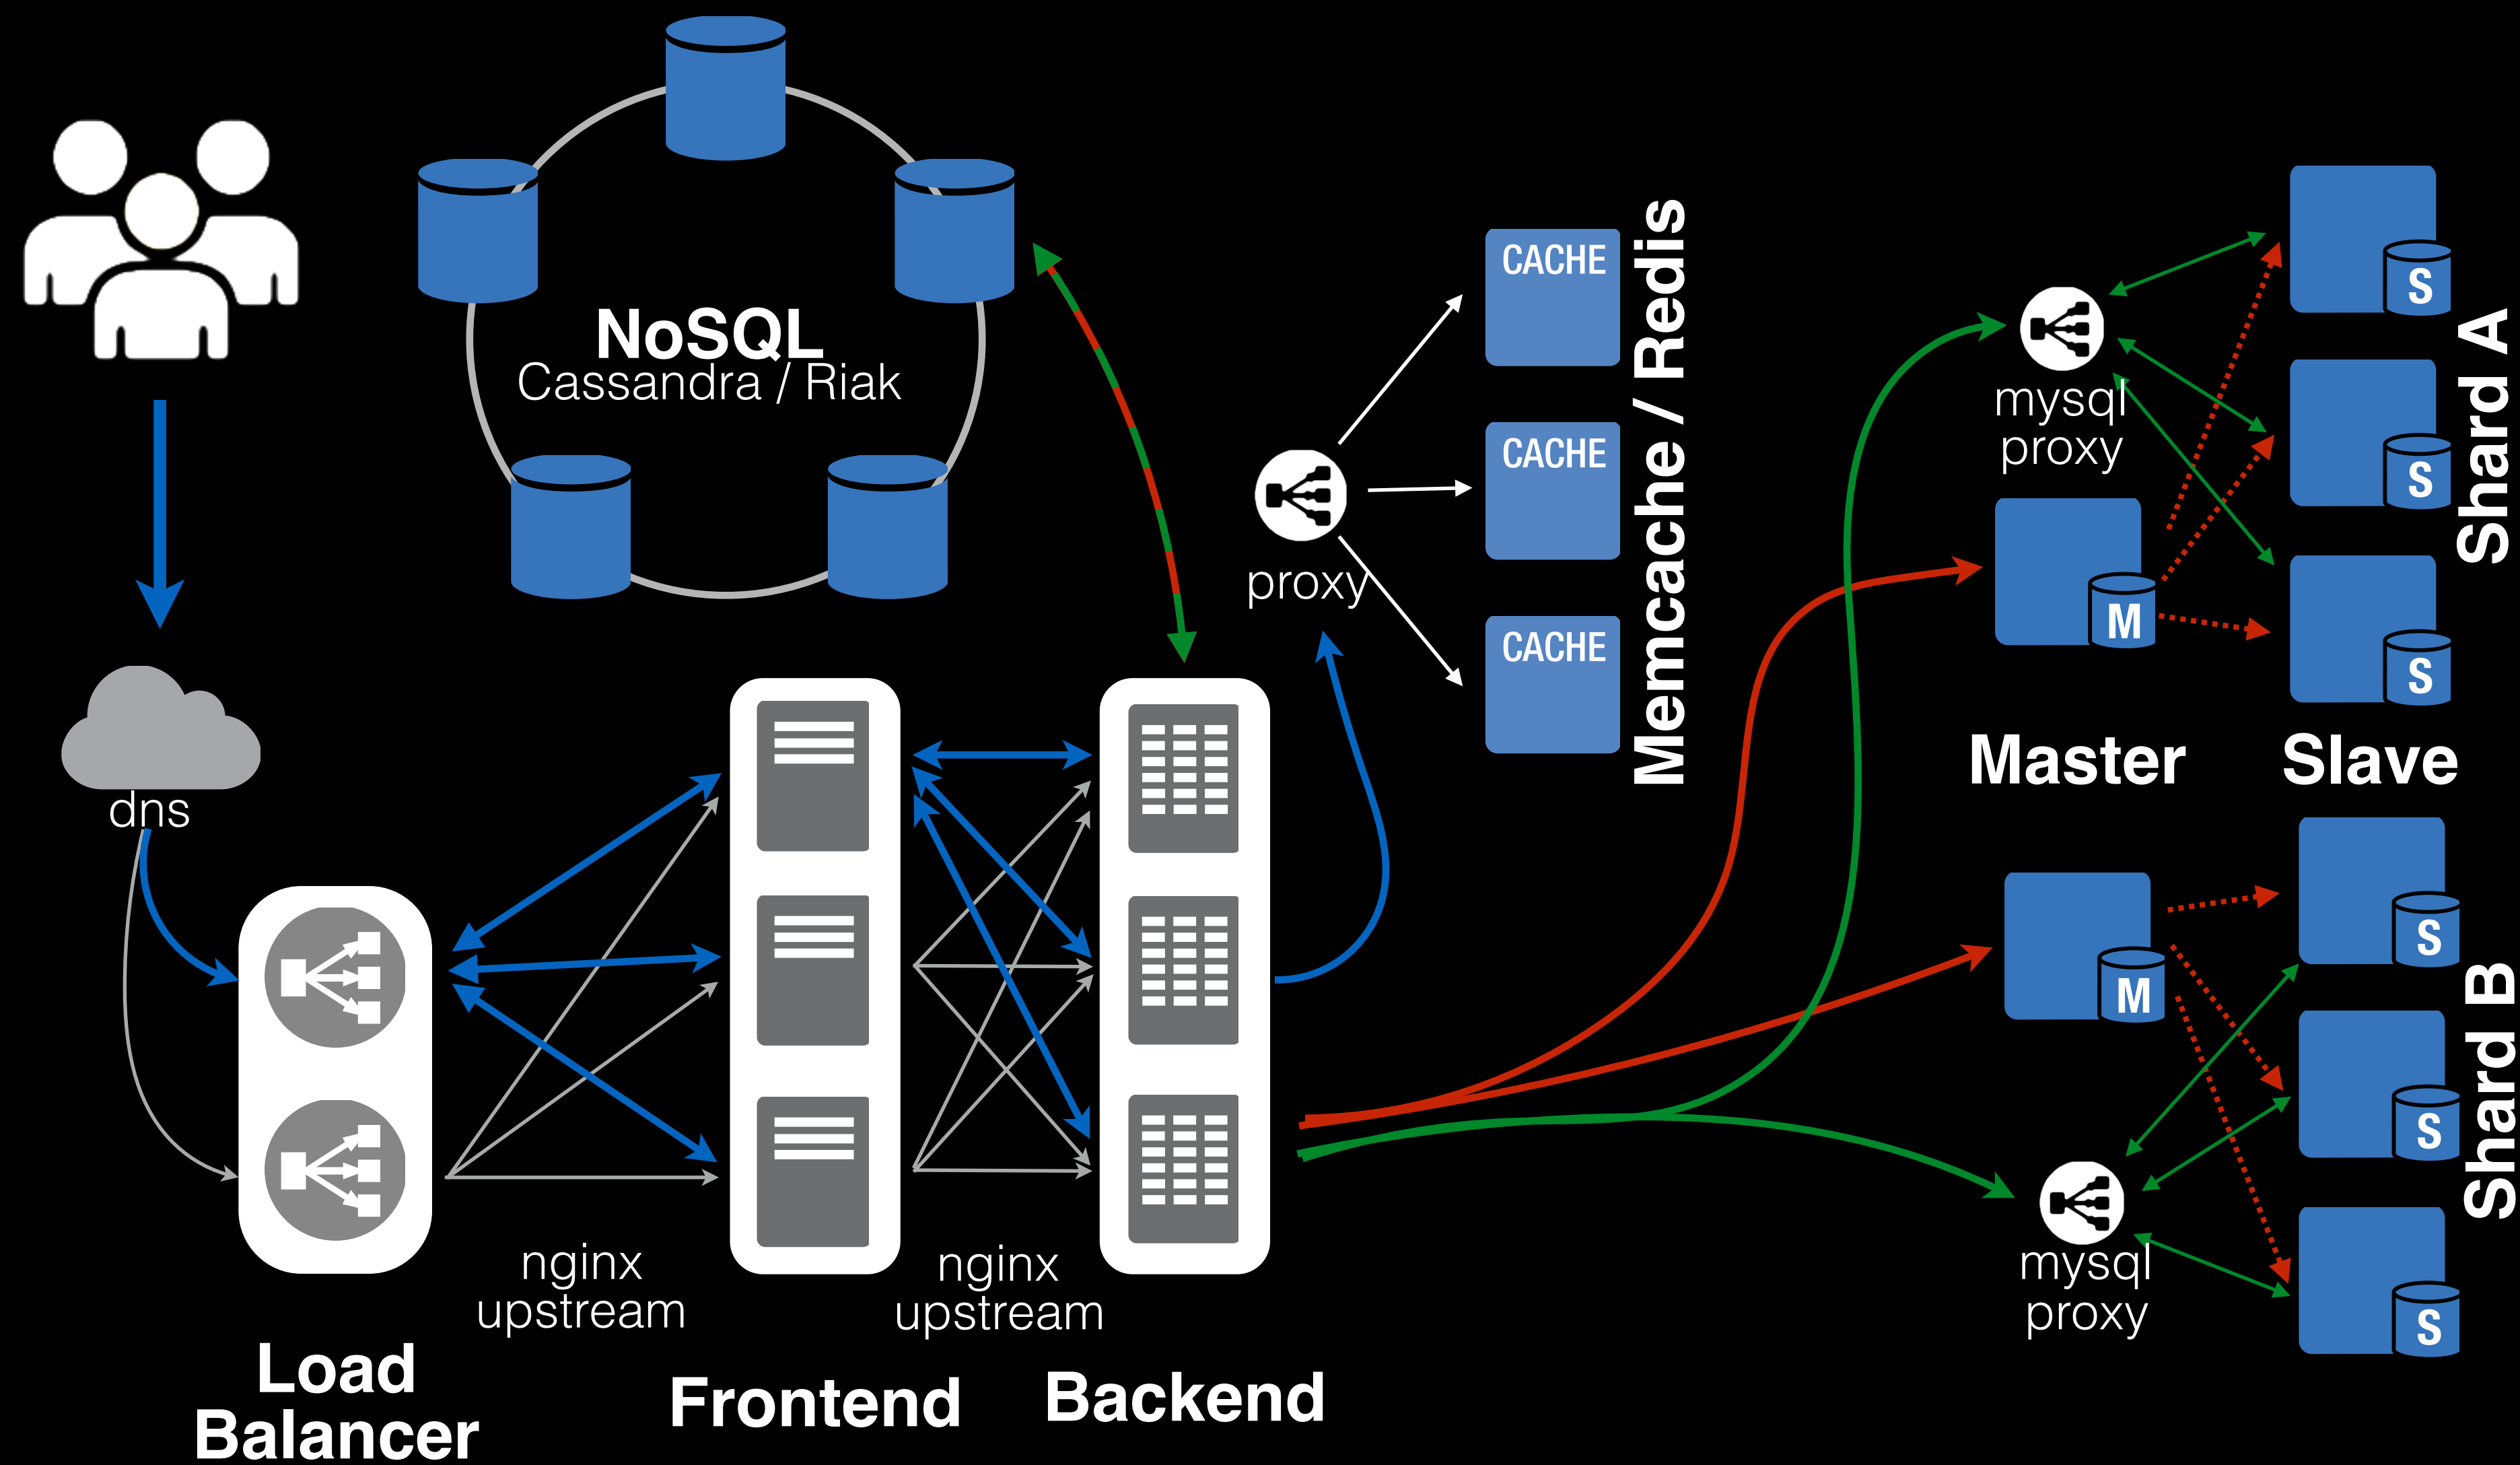 NoSQL
Cassandra / Riak
dns
Load
Balancer
nginx
upstream
Frontend
nginx
upstream
Backend
proxy
CACHE
CACHE
CACHE
Memcache / Redis
mysql
proxy
M
S
S
S
Shard A
Master
Slave
M
S
S
S
Shard B
mysql
proxy